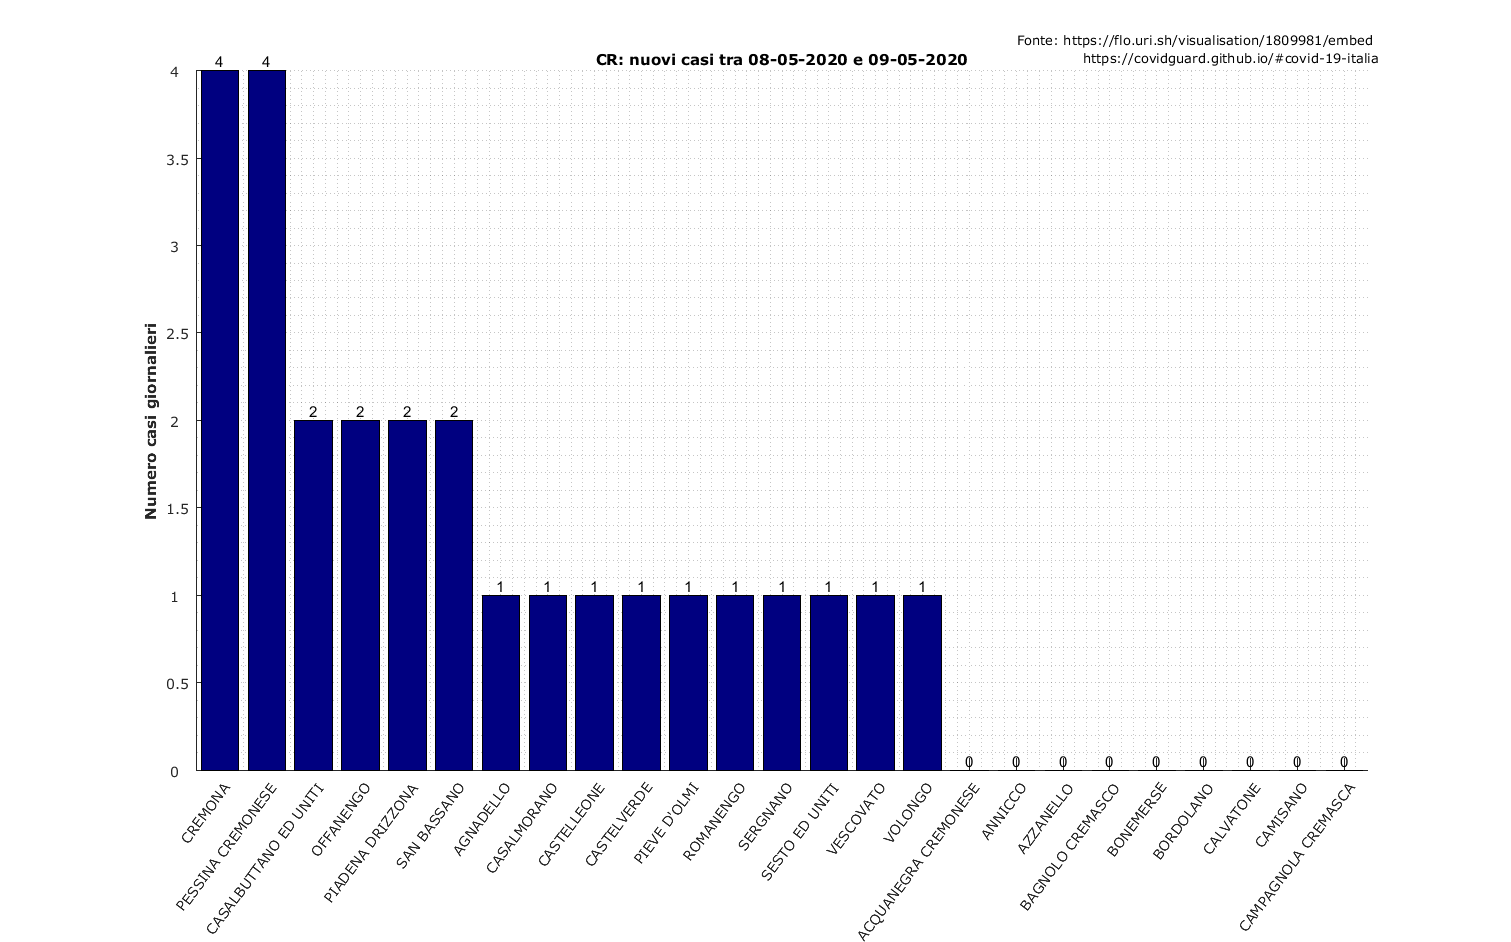 Fonte: https://flo.uri.sh/visualisation/1809981/embed
https://covidguard.github.io/#covid-19-italia
CR: nuovi casi tra 08-05-2020 e 09-05-2020
Numero casi giornalieri
4
3.5
3
2.5
2
1.5
1
0.5
0
4 4 2 2 2 2 1 1 1 1 1 1 1 1 1 1 0 0 0 0 0 0 0 0 0
CREMONA
PESSINA CREMONESE
CASALBUTTANO ED UNITI
OFFANENGO
PIADENA DRIZZONA
SAN BASSANO
AGNADELLO
CASALMORANO
CASTELLEONE
CASTELVERDE
PIEVE D'OLMI
ROMANENGO
SERGNANO
SESTO ED UNITI
VESCOVATO
VOLONGO
ACQUANEGRA CREMONESE
ANNICCO
AZZANELLO
BAGNOLO CREMASCO
BONEMERSE
BORDOLANO
CALVATONE
CAMISANO
CAMPAGNOLA CREMASCA